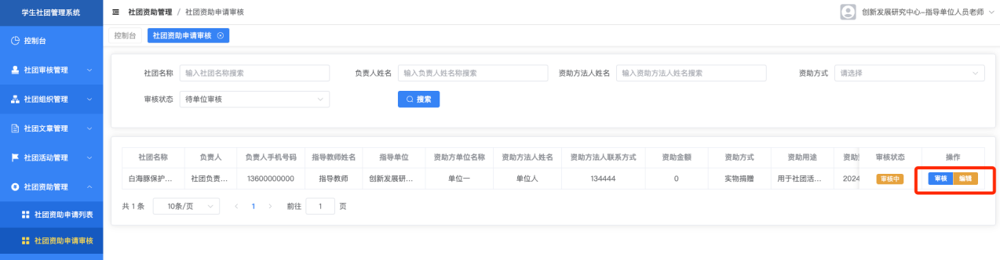 学生社团管理系统
社团资助管理 / 社团资助申请审核
创新发展研究中心-指导单位人员老师
控制台
社团审核管理
社团组织管理
社团文章管理
社团活动管理
社团资助管理
社团资助申请列表
社团资助申请审核
控制台 社团资助申请审核
社团名称 输入社团名称搜索 负责人姓名 输入负责人姓名称搜索 资助方法人姓名 输入资助方法人姓名搜索 资助方式 请选择
审核状态 待单位审核 搜索
社团名称 负责人 负责人手机号码 指导教师姓名 指导单位 资助方单位名称 资助方法人姓名 资助方法人联系方式 资助金额 资助方式 资助用途 资助 审核状态 操作
白海豚保护... 社团负责... 13600000000 指导教师 创新发展研... 单位一 单位人 134444 0 实物捐赠 用于社团活... 2024 审核中 审核 编辑
共 1 条 10条/页 1 前往 1 页